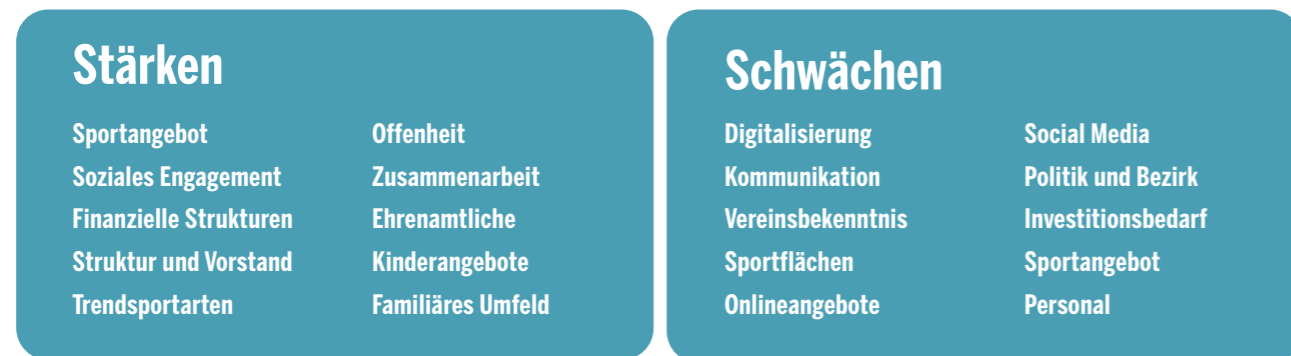 Stärken
Sportangebot
Soziales Engagement
Finanzielle Strukturen
Struktur und Vorstand
Trendsportarten
Offenheit
Zusammenarbeit
Ehrenamtliche
Kinderangebote
Familiäres Umfeld
Schwächen
Digitalisierung
Kommunikation
Vereinsbekenntnis
Sportflächen
Onlineangebote
Social Media
Politik und Bezirk
Investitionsbedarf
Sportangebot
Personal